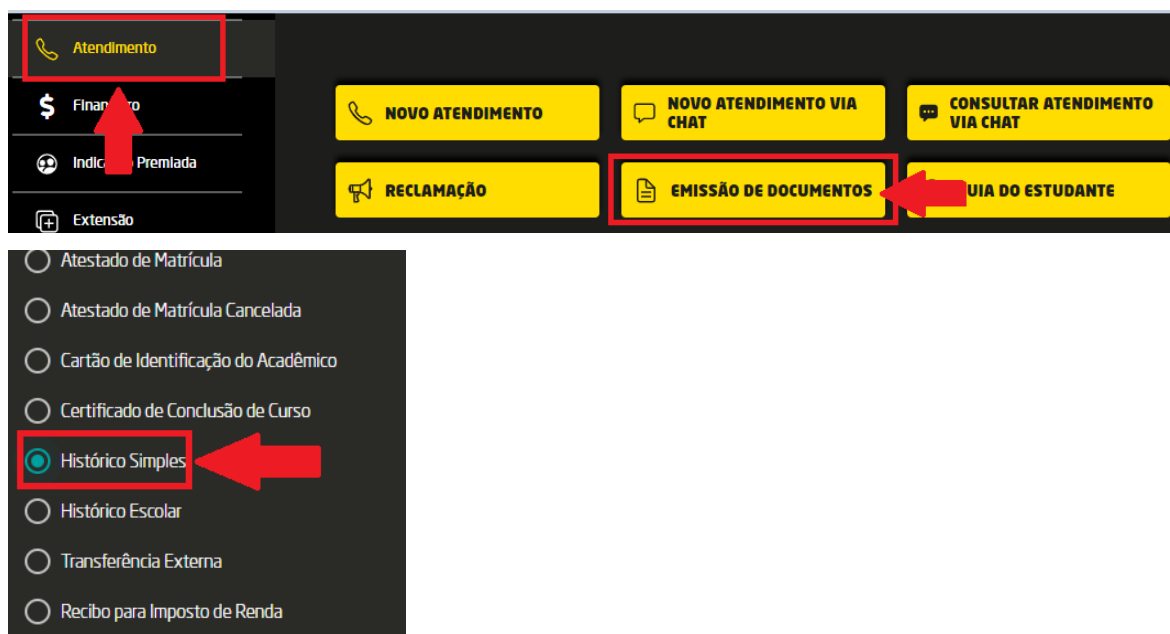 Atendimento
Financeiro
Indicação Premiada
Extensão
NOVO ATENDIMENTO
NOVO ATENDIMENTO VIA
CHAT
CONSULTAR ATENDIMENTO
VIA CHAT
RECLAMAÇÃO
EMISSÃO DE DOCUMENTOS
UIA DO ESTUDANTE
Atestado de Matrícula
Atestado de Matrícula Cancelada
Cartão de Identificação do Acadêmico
Certificado de Conclusão de Curso
Histórico Simples
Histórico Escolar
Transferência Externa
Recibo para Imposto de Renda